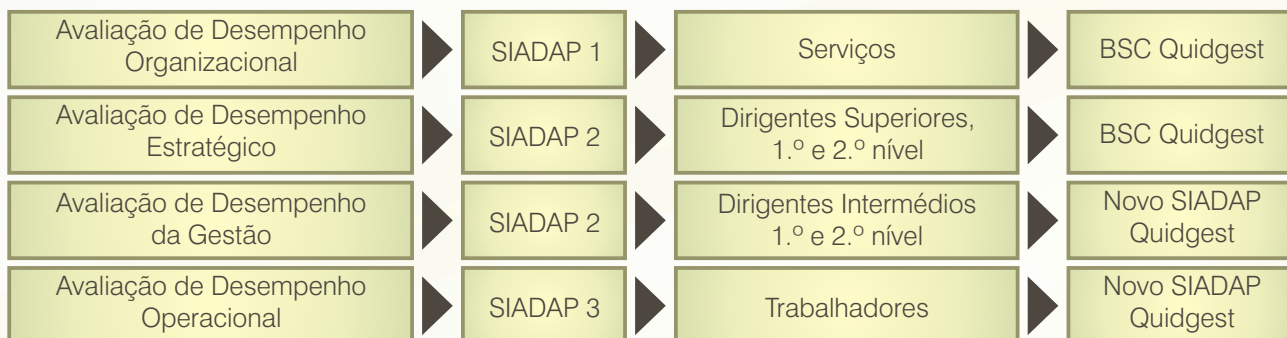 Avaliação de Desempenho
Organizacional
SIADAP 1
Serviços
BSC Quidgest
Avaliação de Desempenho
Estratégico
SIADAP 2
Dirigentes Superiores,
1.º e 2.º nível
BSC Quidgest
Avaliação de Desempenho
da Gestão
SIADAP 2
Dirigentes Intermédios
1.º e 2.º nível
Novo SIADAP
Quidgest
Avaliação de Desempenho
Operacional
SIADAP 3
Trabalhadores
Novo SIADAP
Quidgest